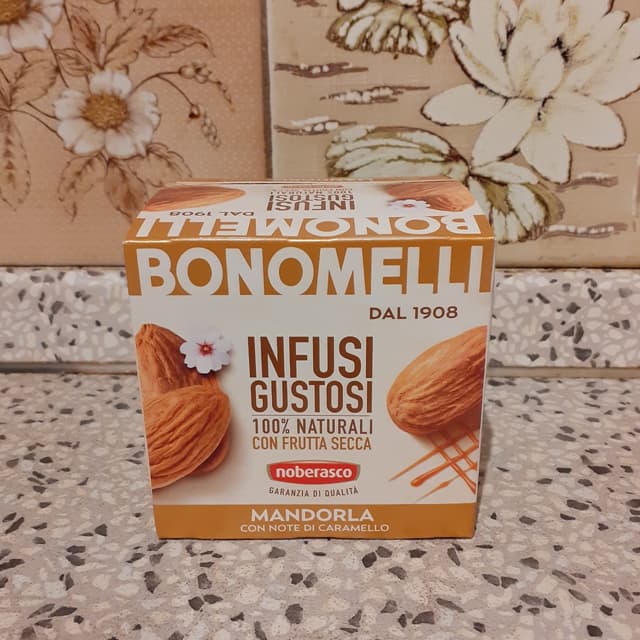 INFUSI
GUSTOSI
DAL 1908
BONOMELLI
BONOMELLI
DAL 1908
INFUSI
GUSTOSI
100% NATURALI
CON FRUTTA SECCA
noberasco
GARANZIA DI QUALITÀ
MANDORLA
CON NOTE DI CARAMELLO